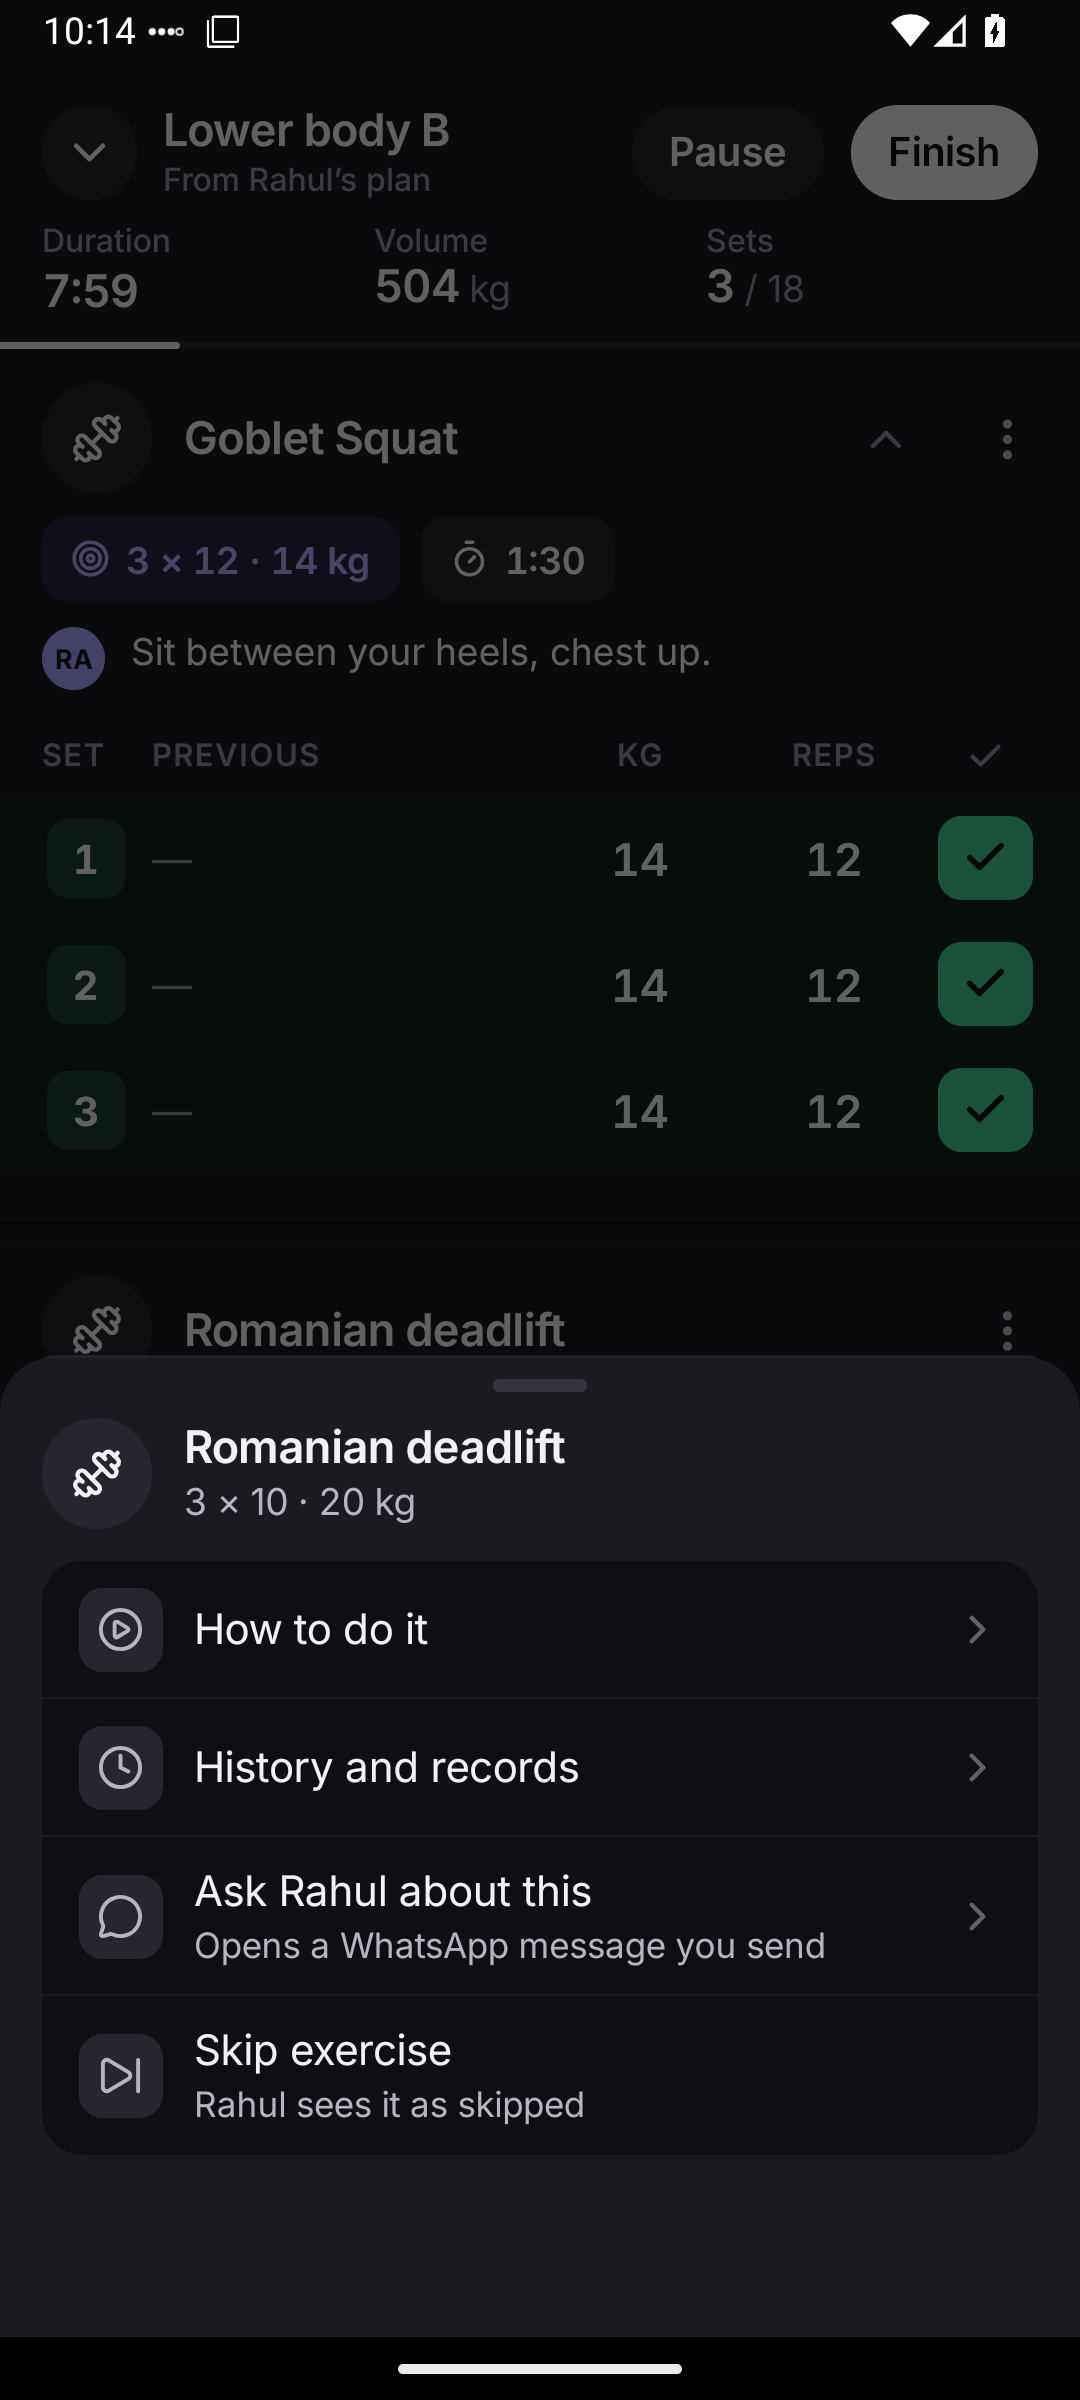 10:14
Lower body B
From Rahul's plan
Pause
Finish
Duration
Volume
Sets
7:59
504 kg
3 / 18
Goblet Squat
3 × 12 · 14 kg
1:30
RA
Sit between your heels, chest up.
SET PREVIOUS KG REPS
1 — 14 12
2 — 14 12
3 — 14 12
Romanian deadlift
Romanian deadlift
3 × 10 · 20 kg
How to do it
History and records
Ask Rahul about this
Opens a WhatsApp message you send
Skip exercise
Rahul sees it as skipped